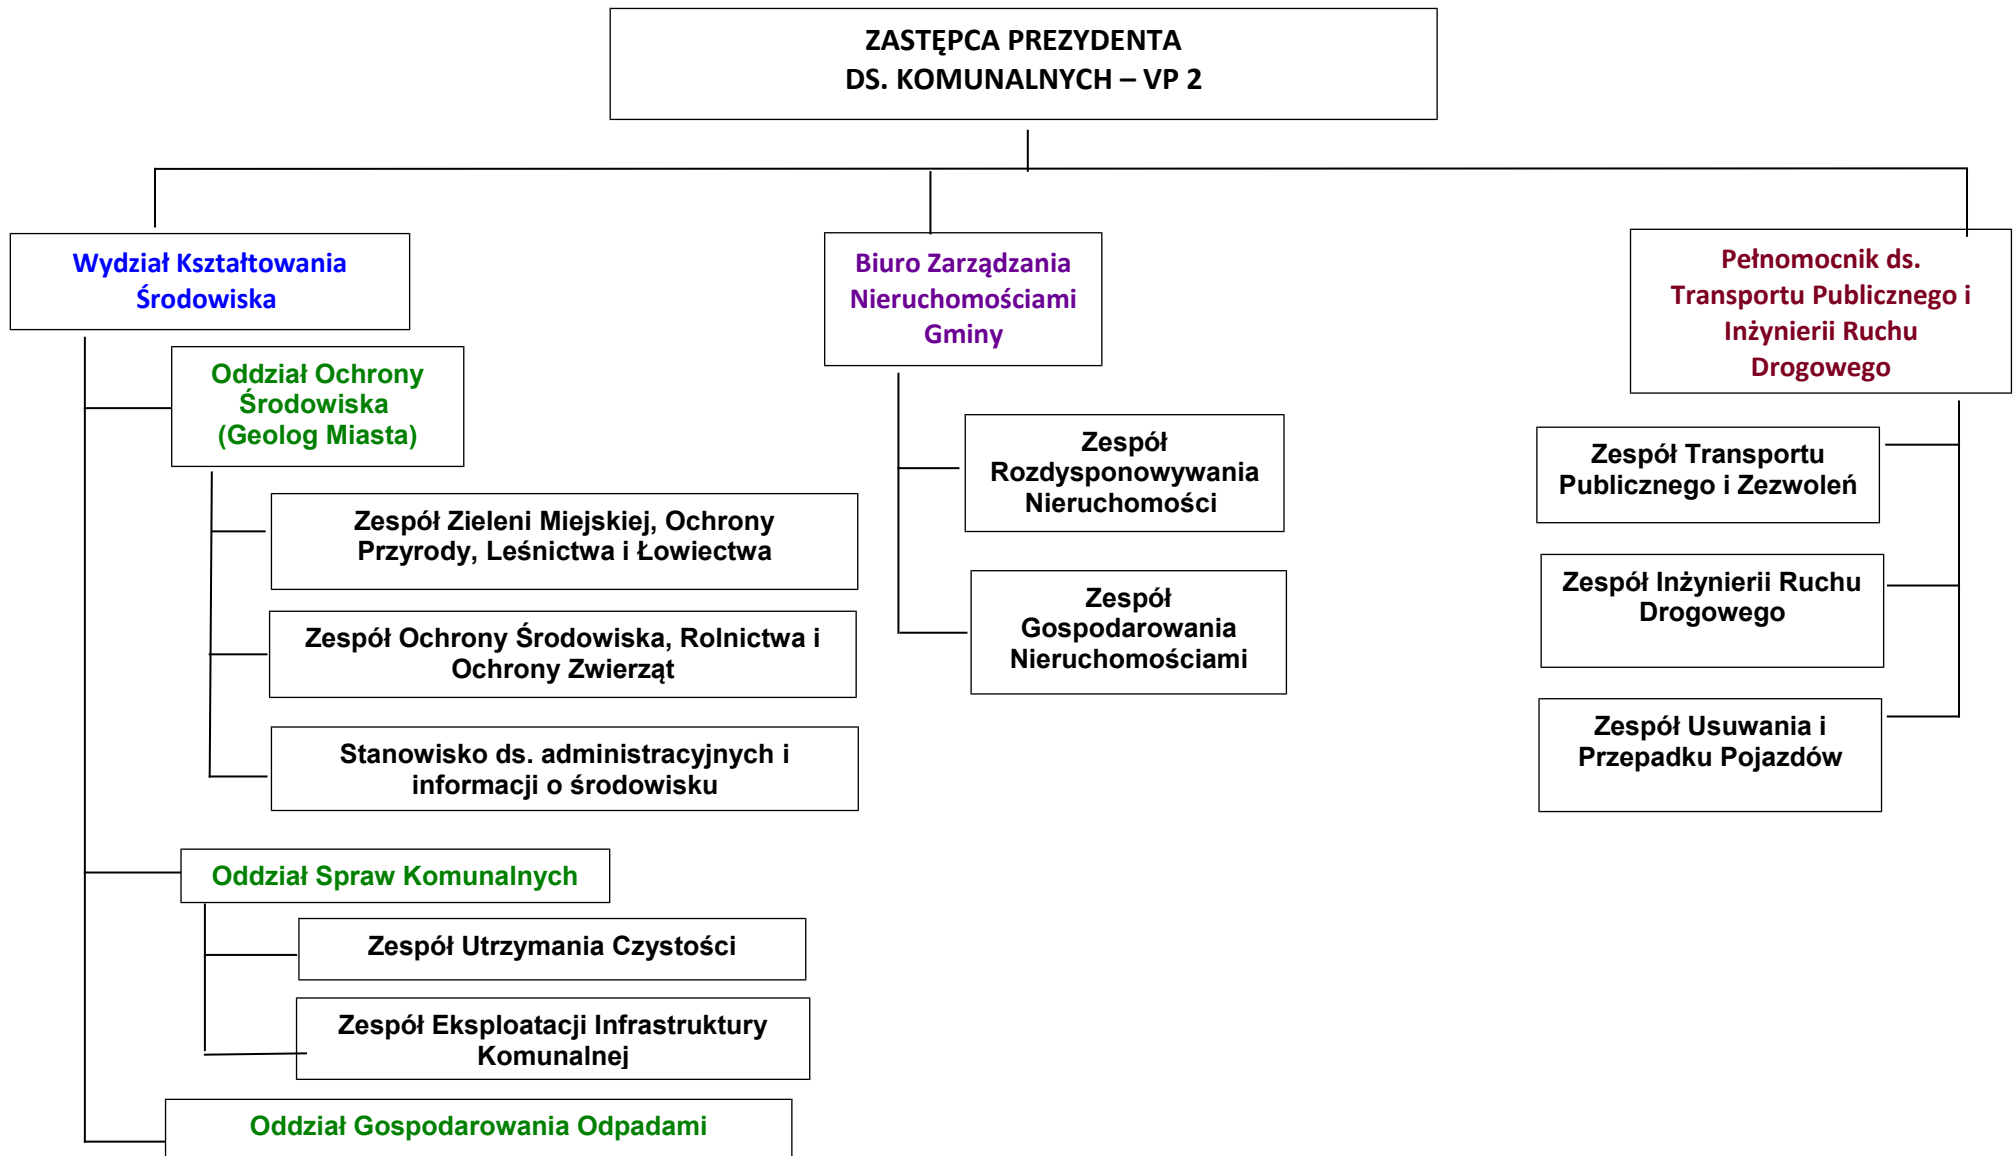 ZASTĘPCA PREZYDENTA
DS. KOMUNALNYCH – VP 2
Wydział Kształtowania
Środowiska
Biuro Zarządzania
Nieruchomościami
Gminy
Pełnomocnik ds.
Transportu Publicznego i
Inżynierii Ruchu
Drogowego
Oddział Ochrony
Środowiska
(Geolog Miasta)
Zespół Zieleni Miejskiej, Ochrony
Przyrody, Leśnictwa i Łowiectwa
Zespół Ochrony Środowiska, Rolnictwa i
Ochrony Zwierząt
Stanowisko ds. administracyjnych i
informacji o środowisku
Oddział Spraw Komunalnych
Zespół Utrzymania Czystości
Zespół Eksploatacji Infrastruktury
Komunalnej
Oddział Gospodarowania Odpadami
Zespół
Rozdysponowywania
Nieruchomości
Zespół
Gospodarowania
Nieruchomościami
Zespół Transportu
Publicznego i Zezwoleń
Zespół Inżynierii Ruchu
Drogowego
Zespół Usuwania i
Przepadku Pojazdów